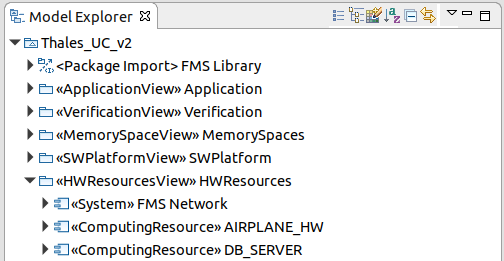 Model Explorer
Thales_UC_v2
<Package Import> FMS Library
«ApplicationView» Application
«VerificationView» Verification
«MemorySpaceView» MemorySpaces
«SWPlatformView» SWPlatform
«HWResourcesView» HWResources
«System» FMS Network
«ComputingResource» AIRPLANE_HW
«ComputingResource» DB_SERVER